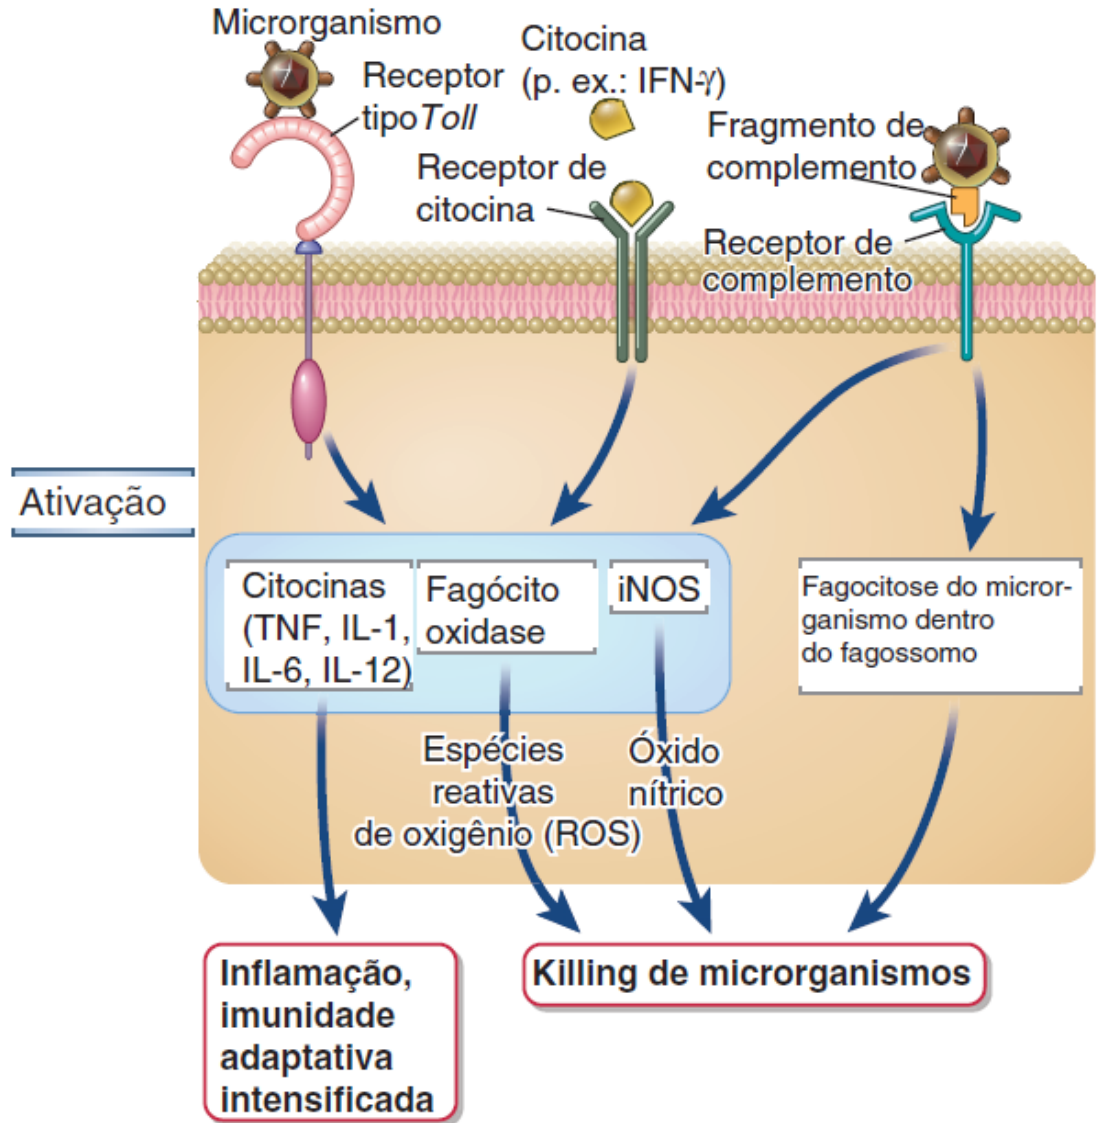 Microrganismo
Receptor
tipo Toll
Citocina
(p. ex.: IFN-γ)
Receptor de
citocina
Fragmento de
complemento
Receptor de
complemento
Ativação
Citocinas
(TNF, IL-1,
IL-6, IL-12)
Fagócito
oxidase
iNOS
Fagocitose do micror-
ganismo dentro
do fagossomo
Espécies
reativas
de oxigênio (ROS)
Óxido
nítrico
Inflamação,
imunidade
adaptativa
intensificada
Killing de microrganismos